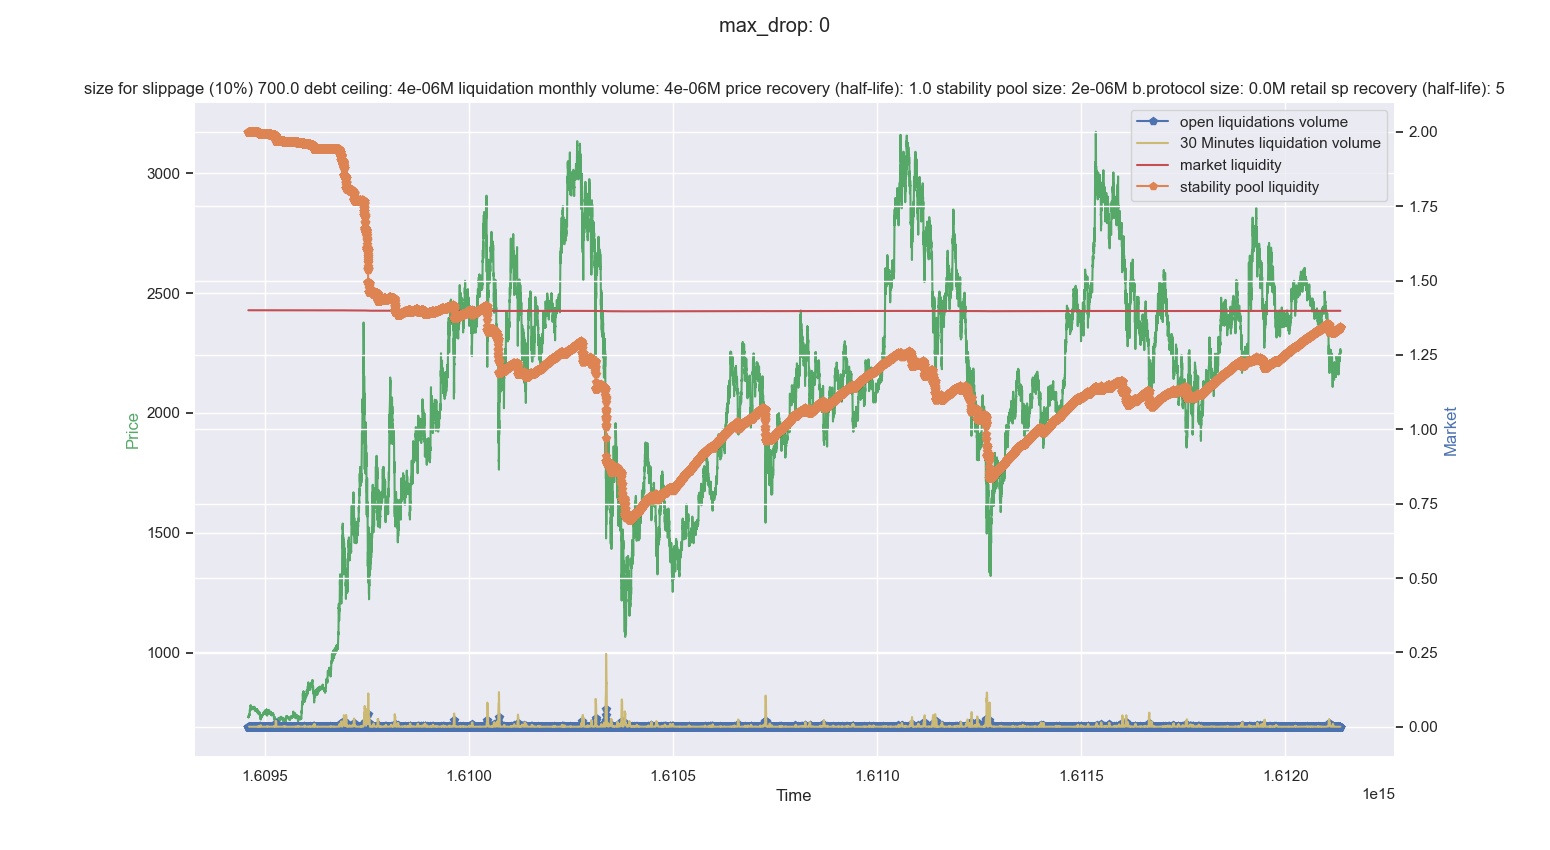 max_drop: 0
size for slippage (10%) 700.0 debt ceiling: 4e-06M liquidation monthly volume: 4e-06M price recovery (half-life): 1.0 stability pool size: 2e-06M b.protocol size: 0.0M retail sp recovery (half-life): 5
open liquidations volume
30 Minutes liquidation volume
market liquidity
stability pool liquidity
3000
2500
2000
1500
1000
Price
2.00
1.75
1.50
1.25
1.00
0.75
0.50
0.25
0.00
Market
1.6095 1.6100 1.6105 1.6110 1.6115 1.6120
Time
1e15